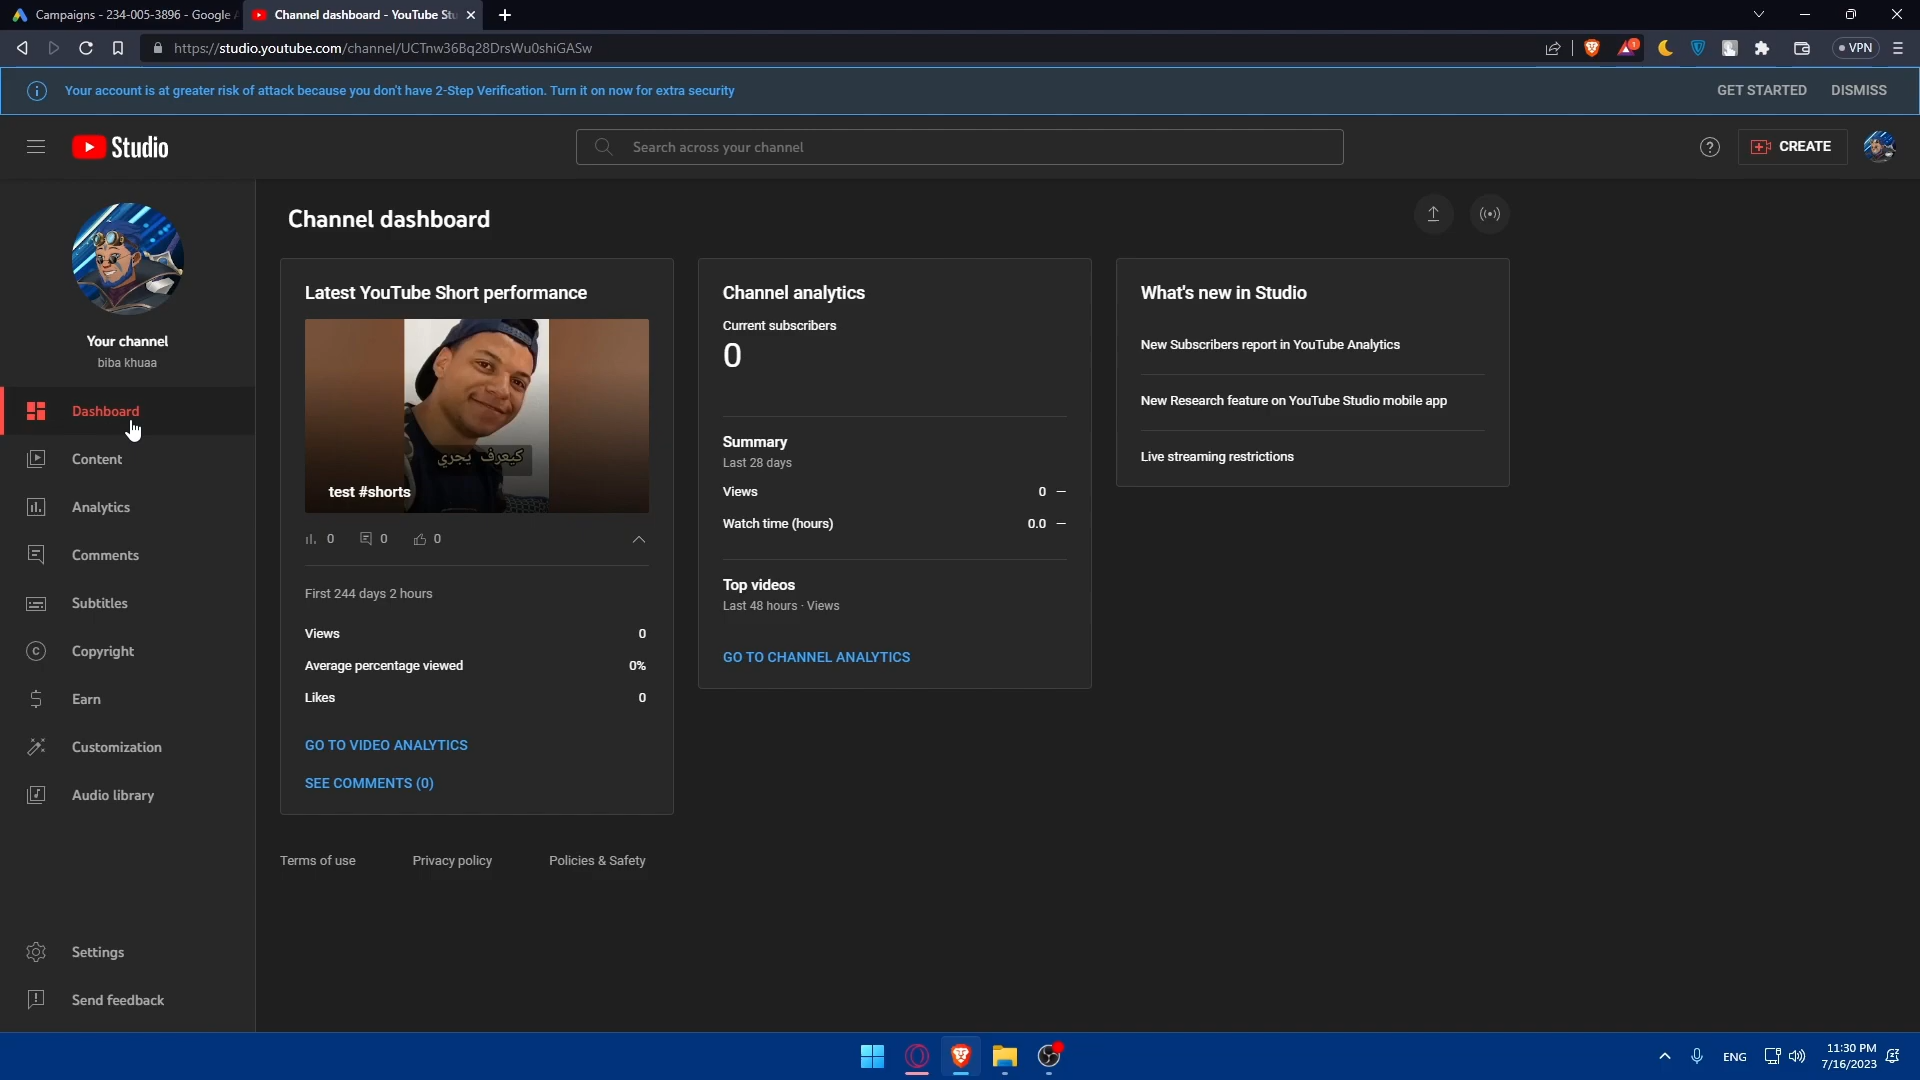 Campaigns - 234-005-3896 - Google A
Channel dashboard - YouTube Stu
https://studio.youtube.com/channel/UCTnw36Bq28DrsWu0shiGASw
1
VPN
Your account is at greater risk of attack because you don't have 2-Step Verification. Turn it on now for extra security
GET STARTED
DISMISS
Studio
Search across your channel
CREATE
Your channel
biba khuaa
Dashboard
Content
Analytics
Comments
Subtitles
Copyright
Earn
Customization
Audio library
Settings
Send feedback
Channel dashboard
Latest YouTube Short performance
كيعرف يجري
test #shorts
0 0 0
First 244 days 2 hours
Views 0
Average percentage viewed 0%
Likes 0
GO TO VIDEO ANALYTICS
SEE COMMENTS (0)
Channel analytics
Current subscribers
0
Summary
Last 28 days
Views 0 —
Watch time (hours) 0.0 —
Top videos
Last 48 hours · Views
GO TO CHANNEL ANALYTICS
What's new in Studio
New Subscribers report in YouTube Analytics
New Research feature on YouTube Studio mobile app
Live streaming restrictions
Terms of use
Privacy policy
Policies & Safety
ENG
11:30 PM
7/16/2023